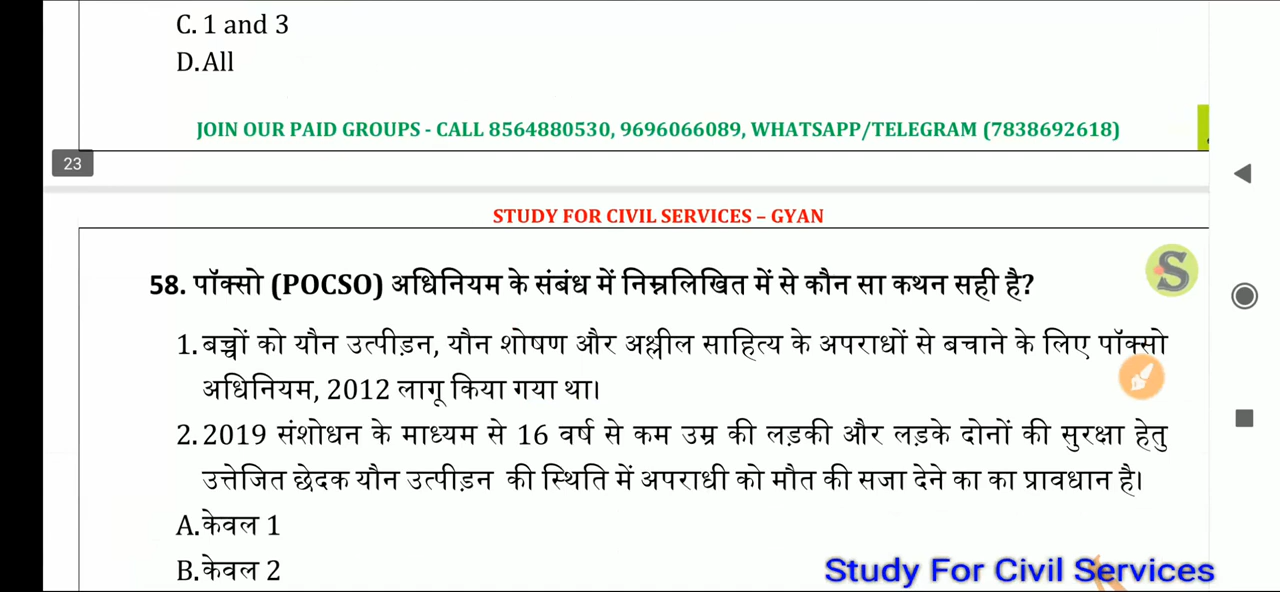 C. 1 and 3
D. All
JOIN OUR PAID GROUPS - CALL 8564880530, 9696066089, WHATSAPP/TELEGRAM (7838692618)
23
STUDY FOR CIVIL SERVICES – GYAN
58. पॉक्सो (POCSO) अधिनियम के संबंध में निम्नलिखित में से कौन सा कथन सही है?
1. बच्चों को यौन उत्पीड़न, यौन शोषण और अश्लील साहित्य के अपराधों से बचाने के लिए पॉक्सो
अधिनियम, 2012 लागू किया गया था।
2. 2019 संशोधन के माध्यम से 16 वर्ष से कम उम्र की लड़की और लड़के दोनों की सुरक्षा हेतु
उत्तेजित छेदक यौन उत्पीड़न की स्थिति में अपराधी को मौत की सजा देने का का प्रावधान है।
A. केवल 1
B. केवल 2
Study For Civil Services
S